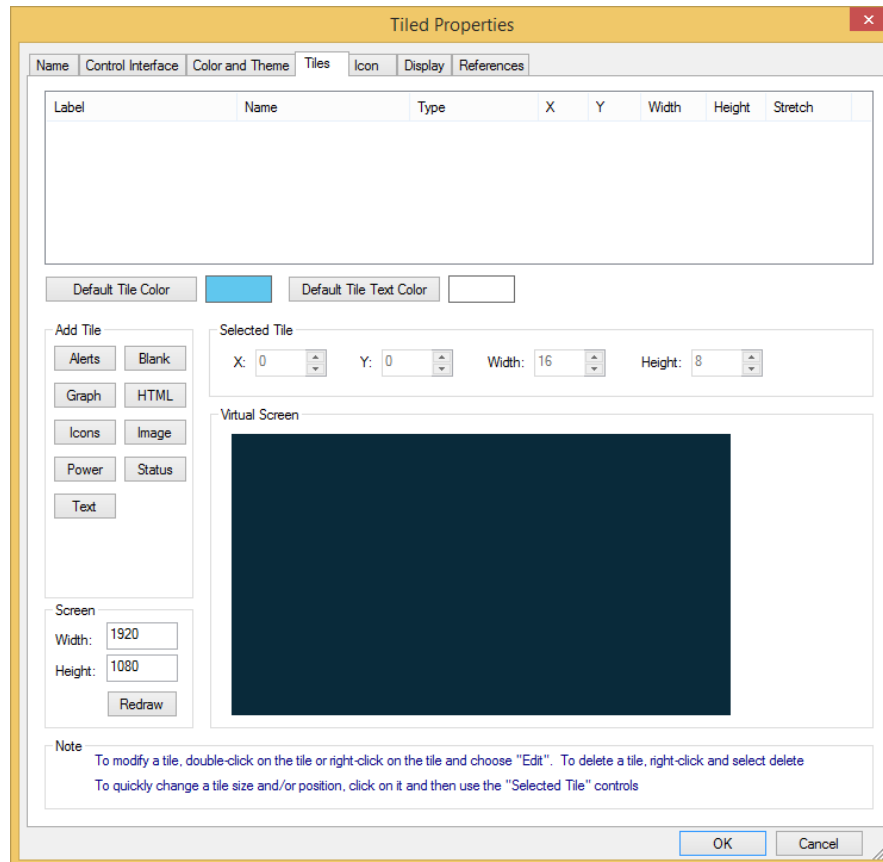 Tiled Properties
Name Control Interface Color and Theme Tiles Icon Display References
Label Name Type X Y Width Height Stretch
Default Tile Color Default Tile Text Color
Add Tile
Alerts Blank
Graph HTML
Icons Image
Power Status
Text
Selected Tile
X: 0 Y: 0 Width: 16 Height: 8
Virtual Screen
Screen
Width: 1920
Height: 1080
Redraw
Note
To modify a tile, double-click on the tile or right-click on the tile and choose "Edit". To delete a tile, right-click and select delete
To quickly change a tile size and/or position, click on it and then use the "Selected Tile" controls
OK Cancel